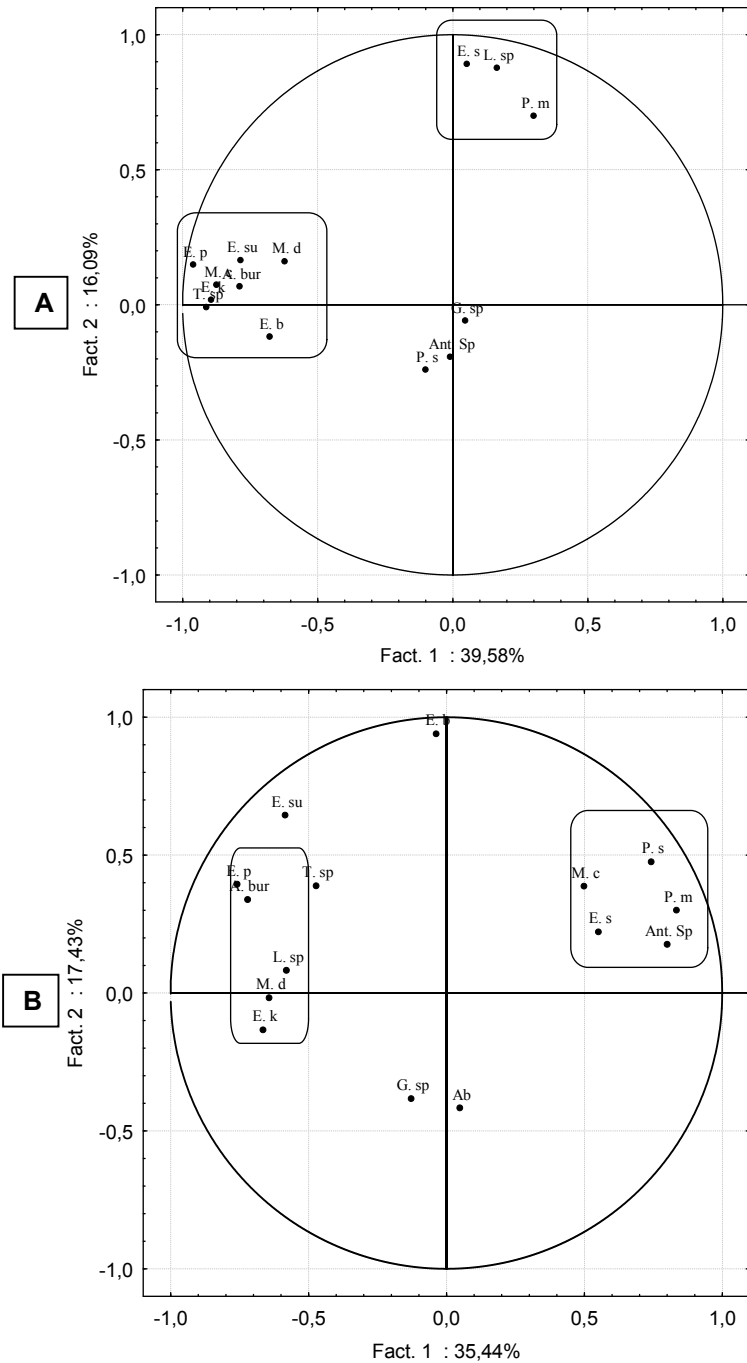 1,0
E. s
L. sp
P. m
0,5
E. p
E. su
M. d
M. c
A. bur
E. k
T. sp
A
0,0
G. sp
E. b
Ant. Sp
P. s
Fact. 2 : 16,09%
-0,5
-1,0
-1,0 -0,5 0,0 0,5 1,0
Fact. 1 : 39,58%
1,0
E. b
E. su
0,5
P. s
E. p
T. sp
M. c
A. bur
P. m
E. s
Ant. Sp
L. sp
B
0,0
M. d
E. k
Fact. 2 : 17,43%
G. sp
Ab
-0,5
-1,0
-1,0 -0,5 0,0 0,5 1,0
Fact. 1 : 35,44%